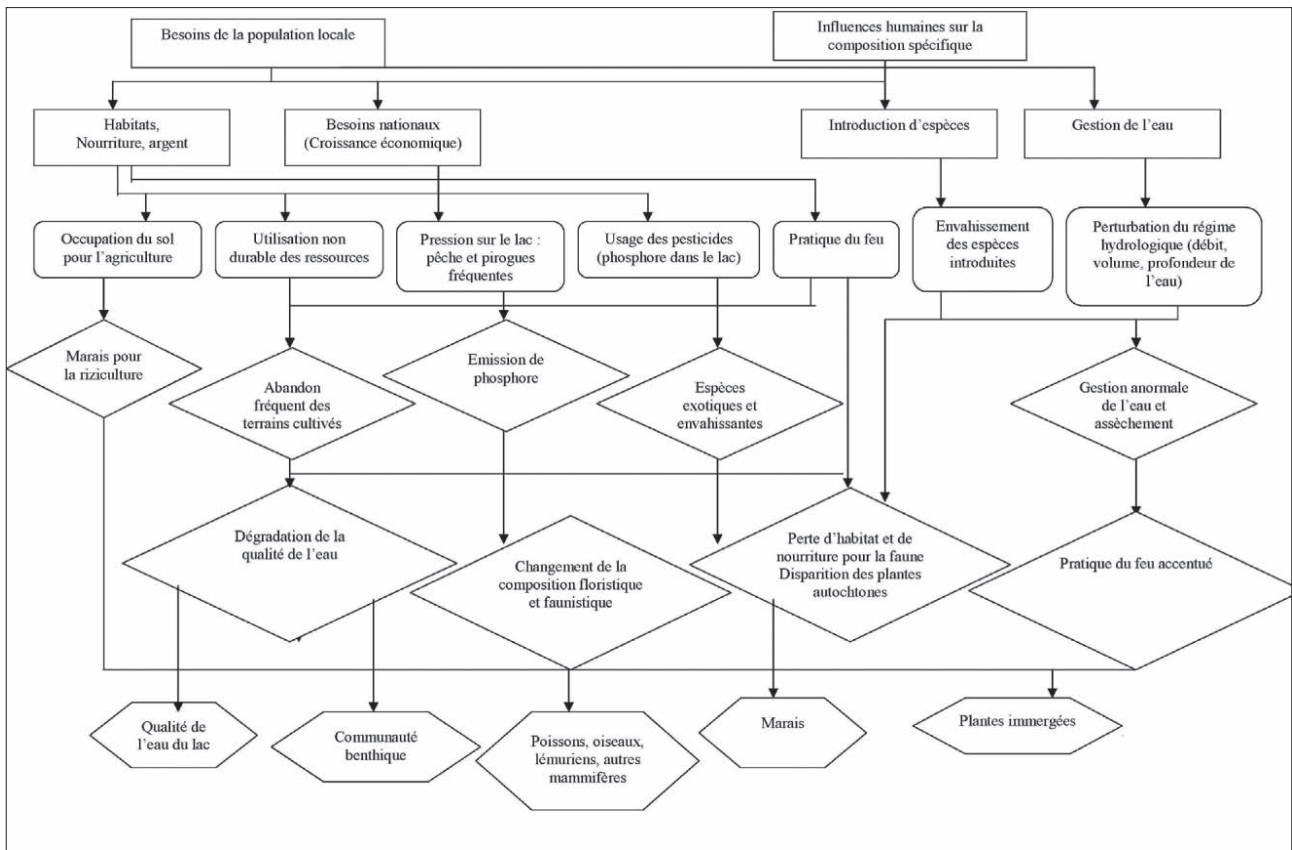 Besoins de la population locale
Influences humaines sur la
composition spécifique
Habitats,
Nourriture, argent
Besoins nationaux
(Croissance économique)
Introduction d’espèces
Gestion de l’eau
Occupation du sol
pour l’agriculture
Utilisation non
durable des ressources
Pression sur le lac :
pêche et pirogues
fréquentes
Usage des pesticides
(phosphore dans le lac)
Pratique du feu
Envahissement
des espèces
introduites
Perturbation du régime
hydrologique (débit,
volume, profondeur de
l’eau)
Marais pour
la riziculture
Abandon
fréquent des
terrains cultivés
Emission de
phosphore
Espèces
exotiques et
envahissantes
Gestion anormale
de l’eau et
assèchement
Dégradation de la
qualité de l’eau
Changement de la
composition floristique
et faunistique
Perte d’habitat et de
nourriture pour la faune
Disparition des plantes
autochtones
Pratique du feu accentué
Qualité de
l’eau du lac
Communauté
benthique
Poissons, oiseaux,
lémuriens, autres
mammifères
Marais
Plantes immergées